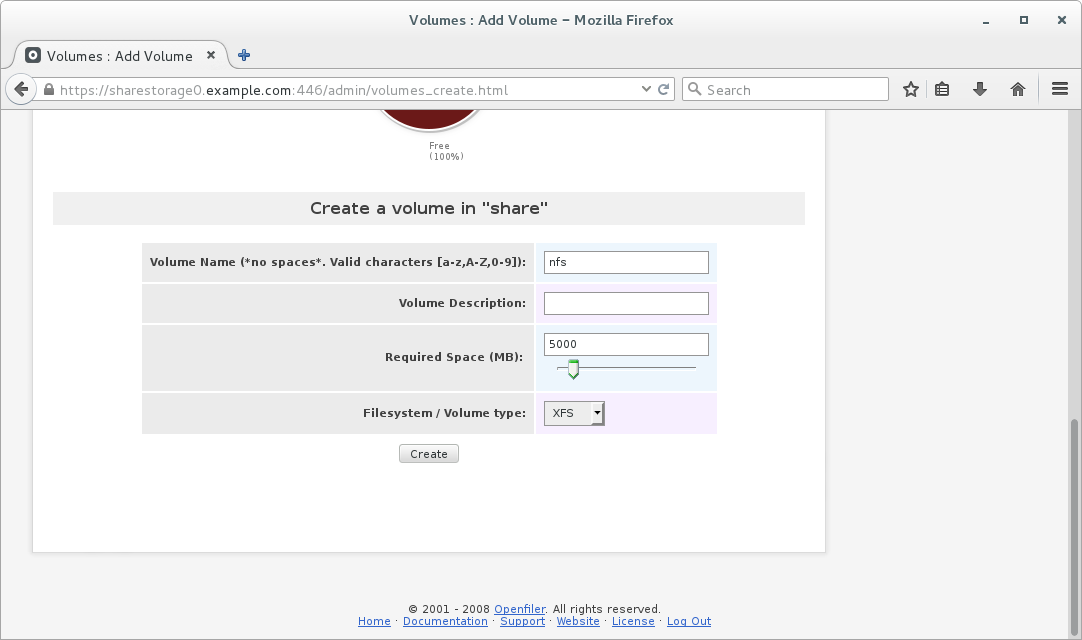 Volumes : Add Volume – Mozilla Firefox
Volumes : Add Volume
https://sharestorage0.example.com:446/admin/volumes_create.html
Search
Free
(100%)
Create a volume in "share"
Volume Name (*no spaces*. Valid characters [a-z,A-Z,0-9]): nfs
Volume Description:
Required Space (MB): 5000
Filesystem / Volume type: XFS
Create
© 2001 - 2008 Openfiler. All rights reserved.
Home · Documentation · Support · Website · License · Log Out